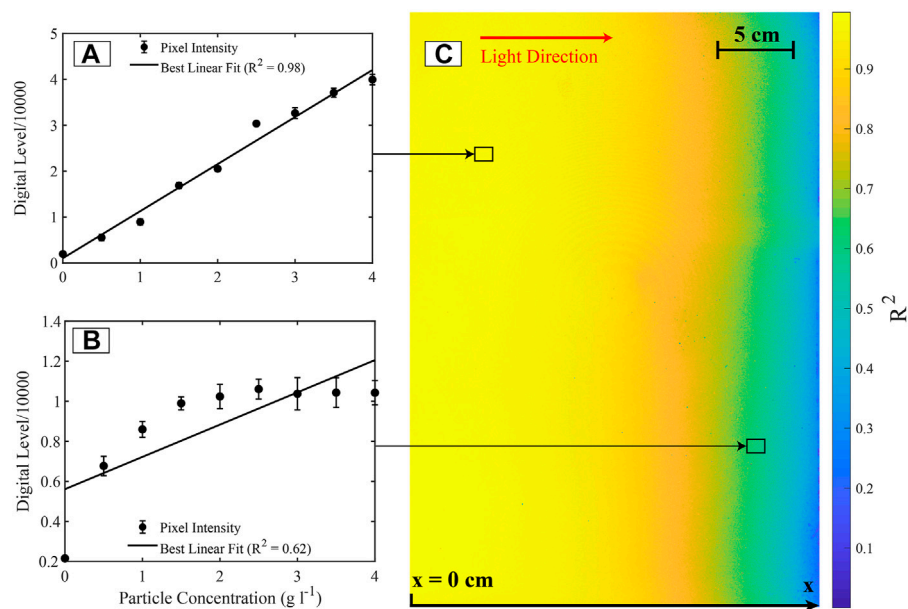 A
Pixel Intensity
Best Linear Fit (R² = 0.98)
Digital Level/10000
5
4
3
2
1
0
0 1 2 3 4
B
Pixel Intensity
Best Linear Fit (R² = 0.62)
Digital Level/10000
1.4
1.2
1.0
0.8
0.6
0.4
0.2
0 1 2 3 4
Particle Concentration (g l⁻¹)
C
Light Direction
5 cm
x = 0 cm
x
0.9
0.8
0.7
0.6
0.5
0.4
0.3
0.2
0.1
R²